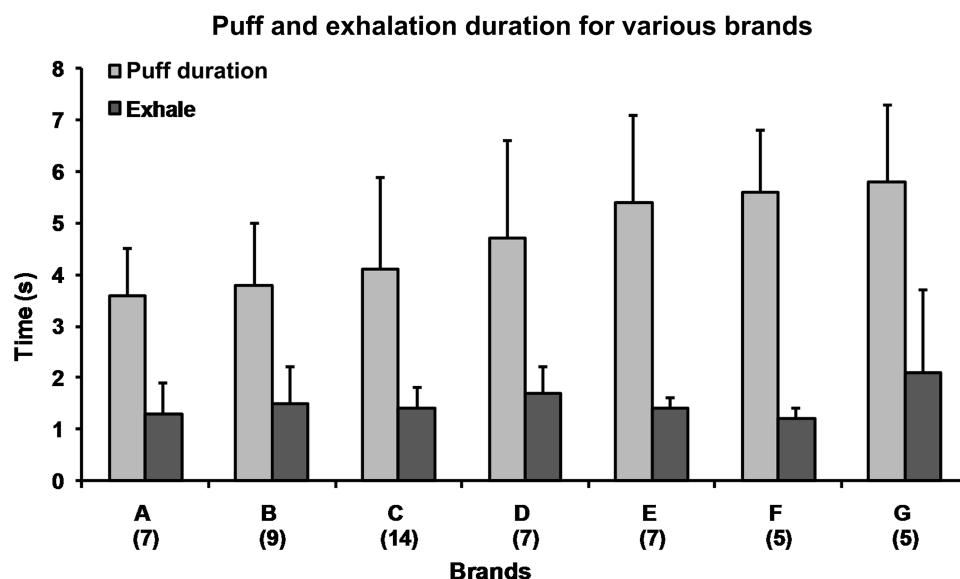 Puff and exhalation duration for various brands
8
Puff duration
Exhale
7
6
5
4
3
2
1
0
Time (s)
A B C D E F G
(7) (9) (14) (7) (7) (5) (5)
Brands